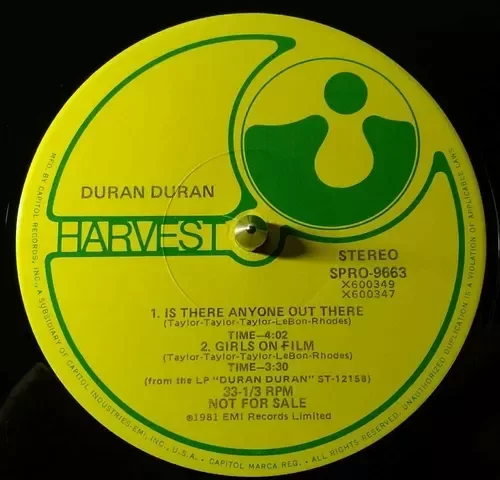 DURAN DURAN
HARVEST
STEREO
SPRO-9663
X600349
X600347
1. IS THERE ANYONE OUT THERE
(Taylor-Taylor-Taylor-LeBon-Rhodes)
TIME-4:02
2. GIRLS ON FILM
(Taylor-Taylor-Taylor-LeBon-Rhodes)
TIME-3:30
(from the LP "DURAN DURAN" ST-12158)
33-1/3 RPM
NOT FOR SALE
©1981 EMI Records Limited
MFD. BY CAPITOL RECORDS, INC., A SUBSIDIARY OF CAPITOL INDUSTRIES-EMI, INC., U.S.A. • CAPITOL MARCA REG. • ALL RIGHTS RESERVED. UNAUTHORIZED DUPLICATION IS A VIOLATION OF APPLICABLE LAWS.